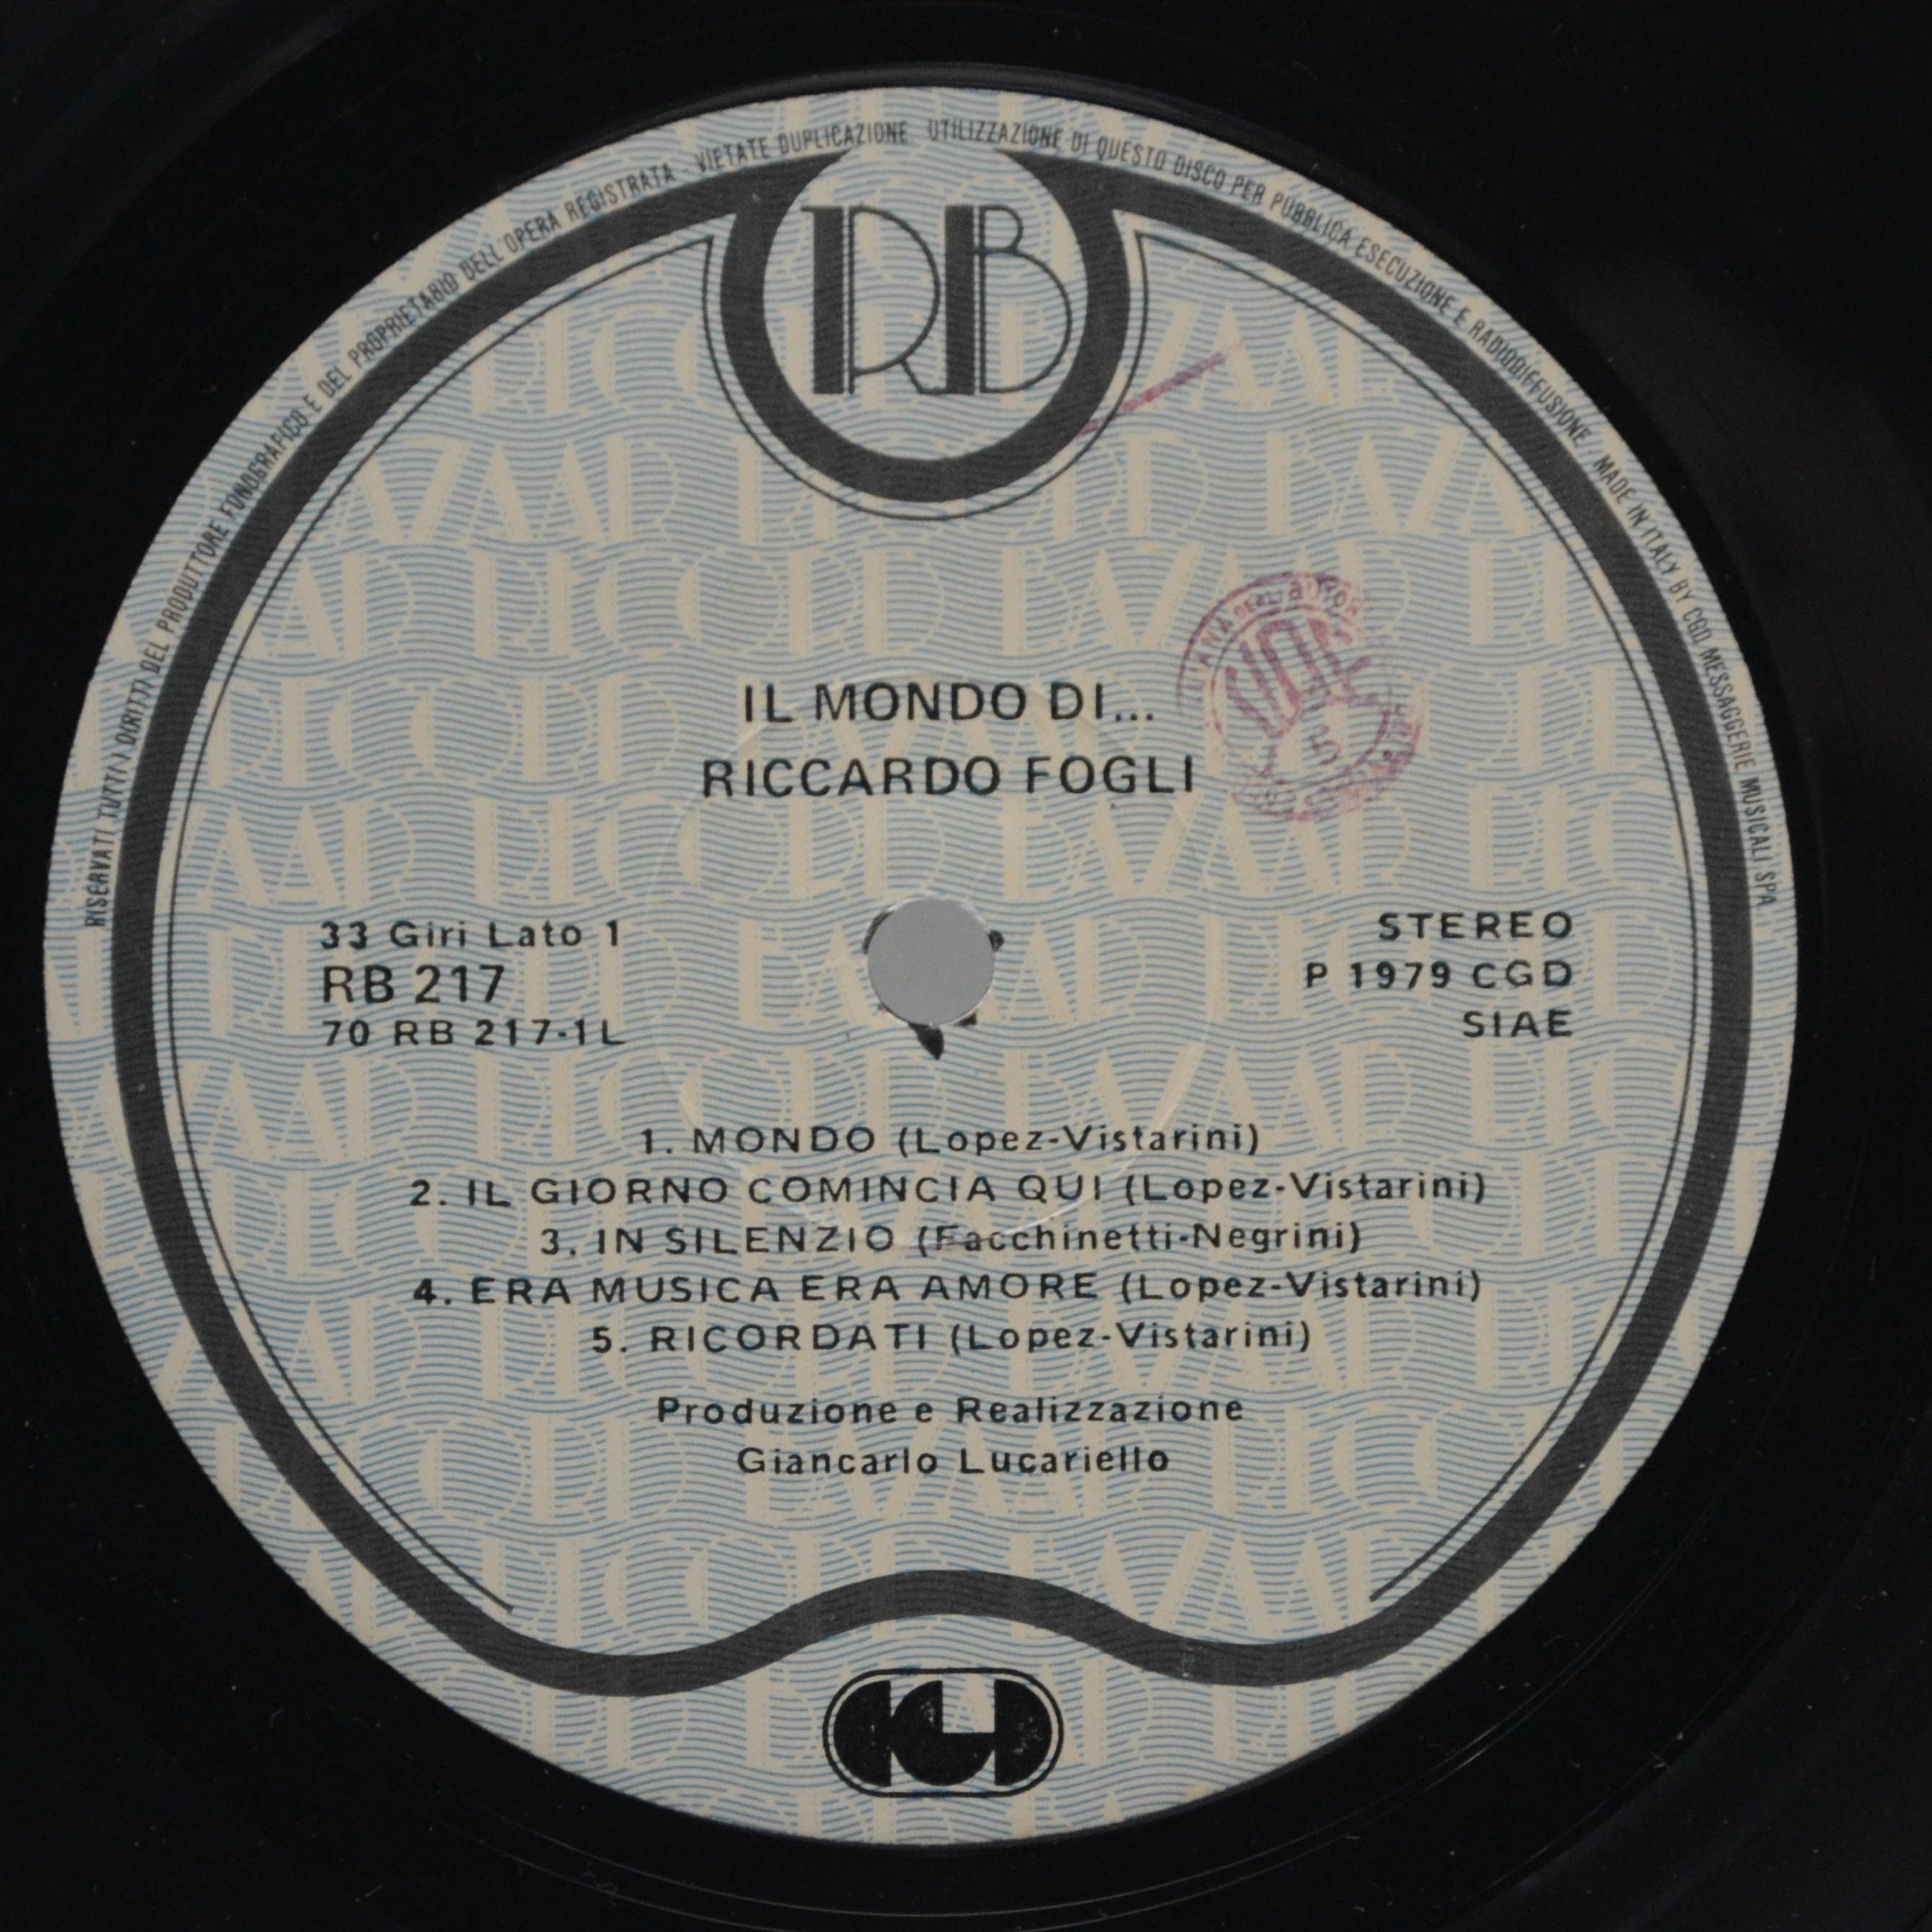 RISERVATI TUTTI I DIRITTI DEL PRODUTTORE FONOGRAFICO E DEL PROPRIETARIO DELL'OPERA REGISTRATA - VIETATE DUPLICAZIONE UTILIZZAZIONE DI QUESTO DISCO PER PUBBLICA ESECUZIONE E RADIODIFFUSIONE. MADE IN ITALY BY CGD MESSAGGERIE MUSICALI SPA
RB
IL MONDO DI...
RICCARDO FOGLI
33 Giri Lato 1
RB 217
70 RB 217-1L
STEREO
P 1979 CGD
SIAE
1. MONDO (Lopez-Vistarini)
2. IL GIORNO COMINCIA QUI (Lopez-Vistarini)
3. IN SILENZIO (Facchinetti-Negrini)
4. ERA MUSICA ERA AMORE (Lopez-Vistarini)
5. RICORDATI (Lopez-Vistarini)
Produzione e Realizzazione
Giancarlo Lucariello
CGD